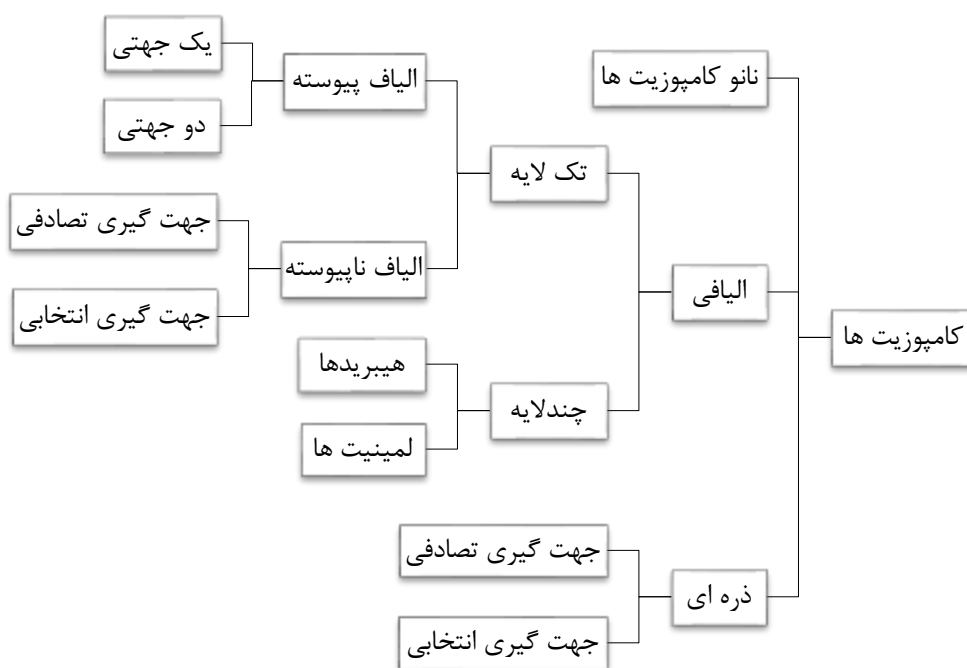 کامپوزیت ها
نانو کامپوزیت ها
الیافی
تک لایه
الیاف پیوسته
یک جهتی
دو جهتی
الیاف ناپیوسته
جهت گیری تصادفی
جهت گیری انتخابی
چندلایه
هیبریدها
لمینیت ها
ذره ای
جهت گیری تصادفی
جهت گیری انتخابی